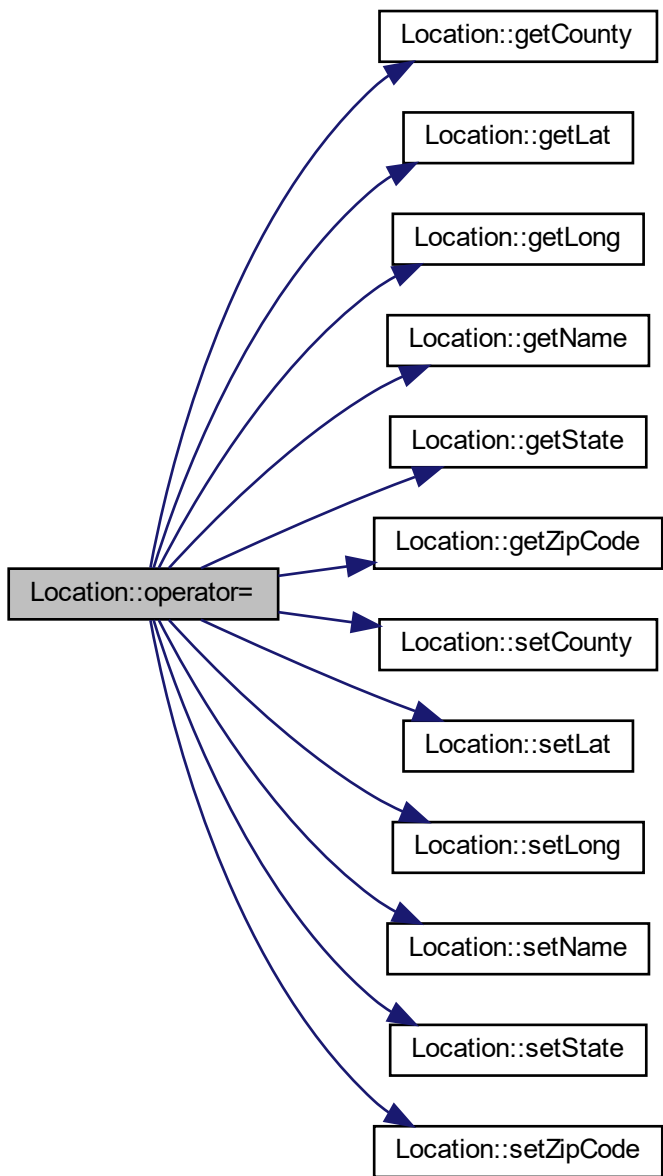 Location::getCounty
Location::getLat
Location::getLong
Location::getName
Location::getState
Location::getZipCode
Location::operator=
Location::setCounty
Location::setLat
Location::setLong
Location::setName
Location::setState
Location::setZipCode